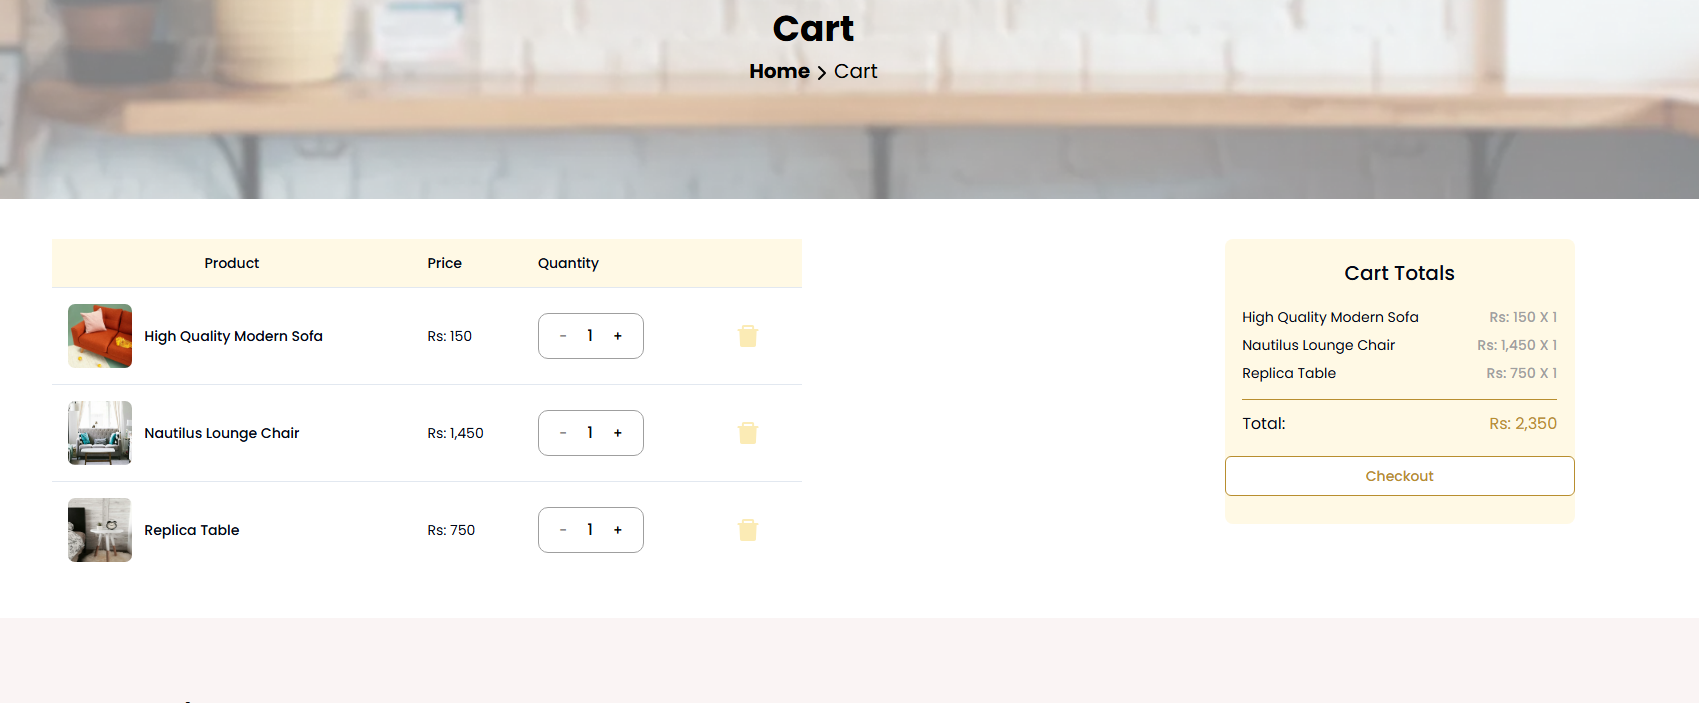 Cart
Home > Cart
Product Price Quantity
High Quality Modern Sofa Rs: 150 - 1 +
Nautilus Lounge Chair Rs: 1,450 - 1 +
Replica Table Rs: 750 - 1 +
Cart Totals
High Quality Modern Sofa Rs: 150 X 1
Nautilus Lounge Chair Rs: 1,450 X 1
Replica Table Rs: 750 X 1
Total: Rs: 2,350
Checkout